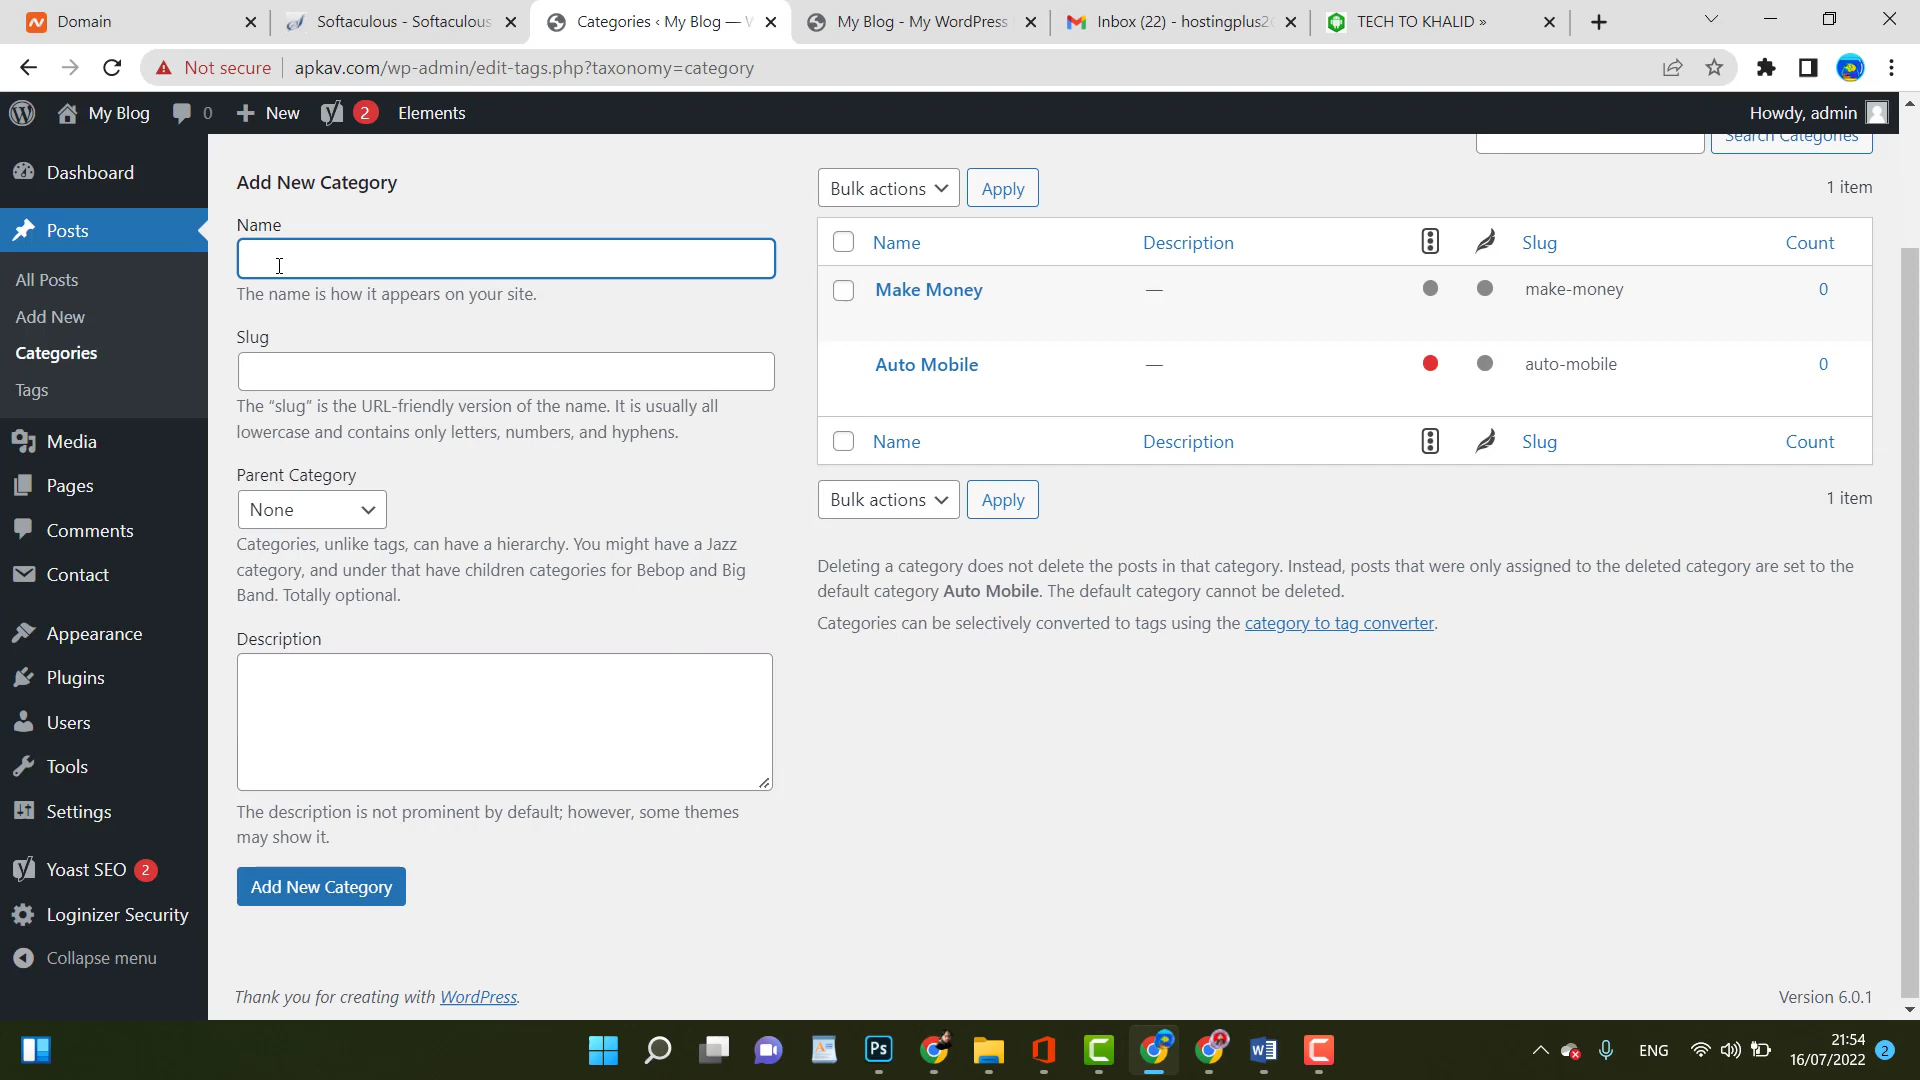 Domain
Softaculous - Softaculous
Categories ‹ My Blog — W
My Blog - My WordPress
Inbox (22) - hostingplus2
TECH TO KHALID »
Not secure
apkav.com/wp-admin/edit-tags.php?taxonomy=category
My Blog
0
New
2
Elements
Howdy, admin
Dashboard
Posts
All Posts
Add New
Categories
Tags
Media
Pages
Comments
Contact
Appearance
Plugins
Users
Tools
Settings
Yoast SEO 2
Loginizer Security
Collapse menu
Add New Category
Name
The name is how it appears on your site.
Slug
The “slug” is the URL-friendly version of the name. It is usually all
lowercase and contains only letters, numbers, and hyphens.
Parent Category
None
Categories, unlike tags, can have a hierarchy. You might have a Jazz
category, and under that have children categories for Bebop and Big
Band. Totally optional.
Description
The description is not prominent by default; however, some themes
may show it.
Add New Category
Search Categories
Bulk actions
Apply
1 item
Name Description Slug Count
Make Money — make-money 0
Auto Mobile — auto-mobile 0
Name Description Slug Count
Bulk actions
Apply
1 item
Deleting a category does not delete the posts in that category. Instead, posts that were only assigned to the deleted category are set to the
default category Auto Mobile. The default category cannot be deleted.
Categories can be selectively converted to tags using the category to tag converter.
Thank you for creating with WordPress.
Version 6.0.1
Ps
ENG
21:54
16/07/2022
2